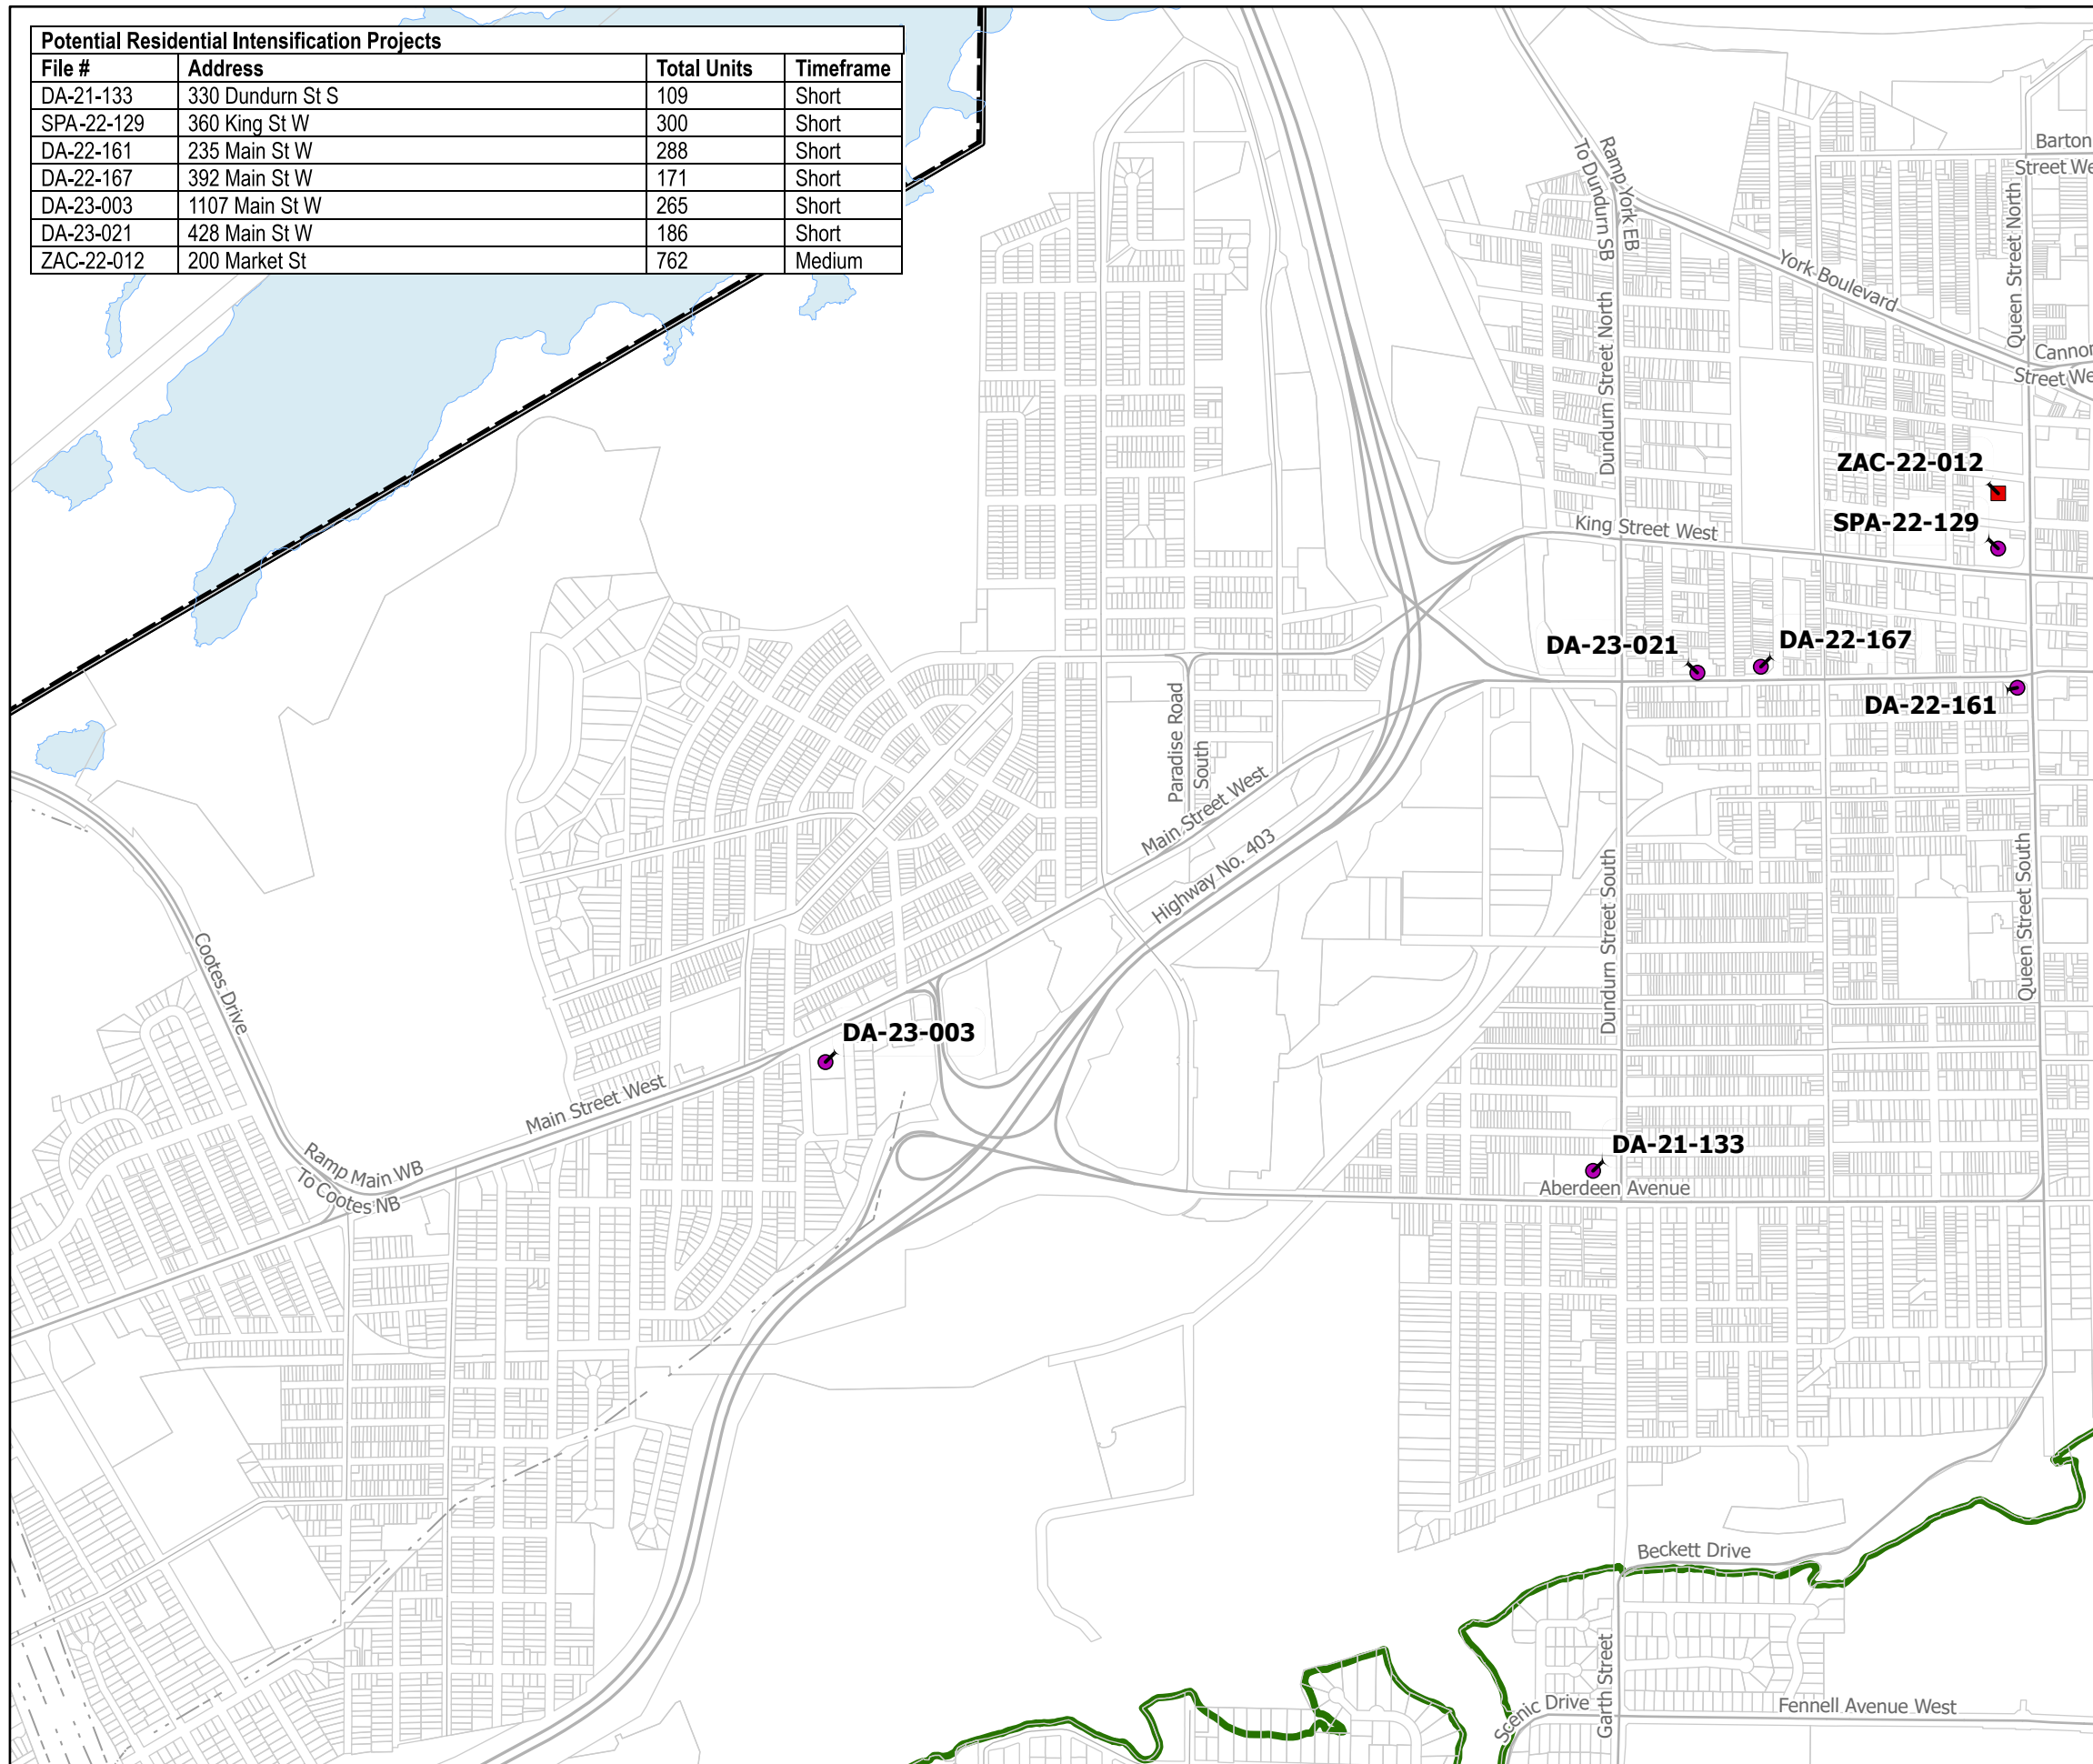 Potential Residential Intensification Projects
File # Address Total Units Timeframe
DA-21-133 330 Dundurn St S 109 Short
SPA-22-129 360 King St W 300 Short
DA-22-161 235 Main St W 288 Short
DA-22-167 392 Main St W 171 Short
DA-23-003 1107 Main St W 265 Short
DA-23-021 428 Main St W 186 Short
ZAC-22-012 200 Market St 762 Medium
Ramp York EB
To Dundurn SB
Barton
Street We
Queen Street North
York Boulevard
Dundurn Street North
Cannon
Street We
ZAC-22-012
SPA-22-129
King Street West
DA-23-021
DA-22-167
DA-22-161
Paradise Road
South
Main Street West
Highway No. 403
Dundurn Street South
Queen Street South
Cootes Drive
DA-23-003
Main Street West
Ramp Main WB
To Cootes NB
DA-21-133
Aberdeen Avenue
Beckett Drive
Garth Street
Scenic Drive
Fennell Avenue West